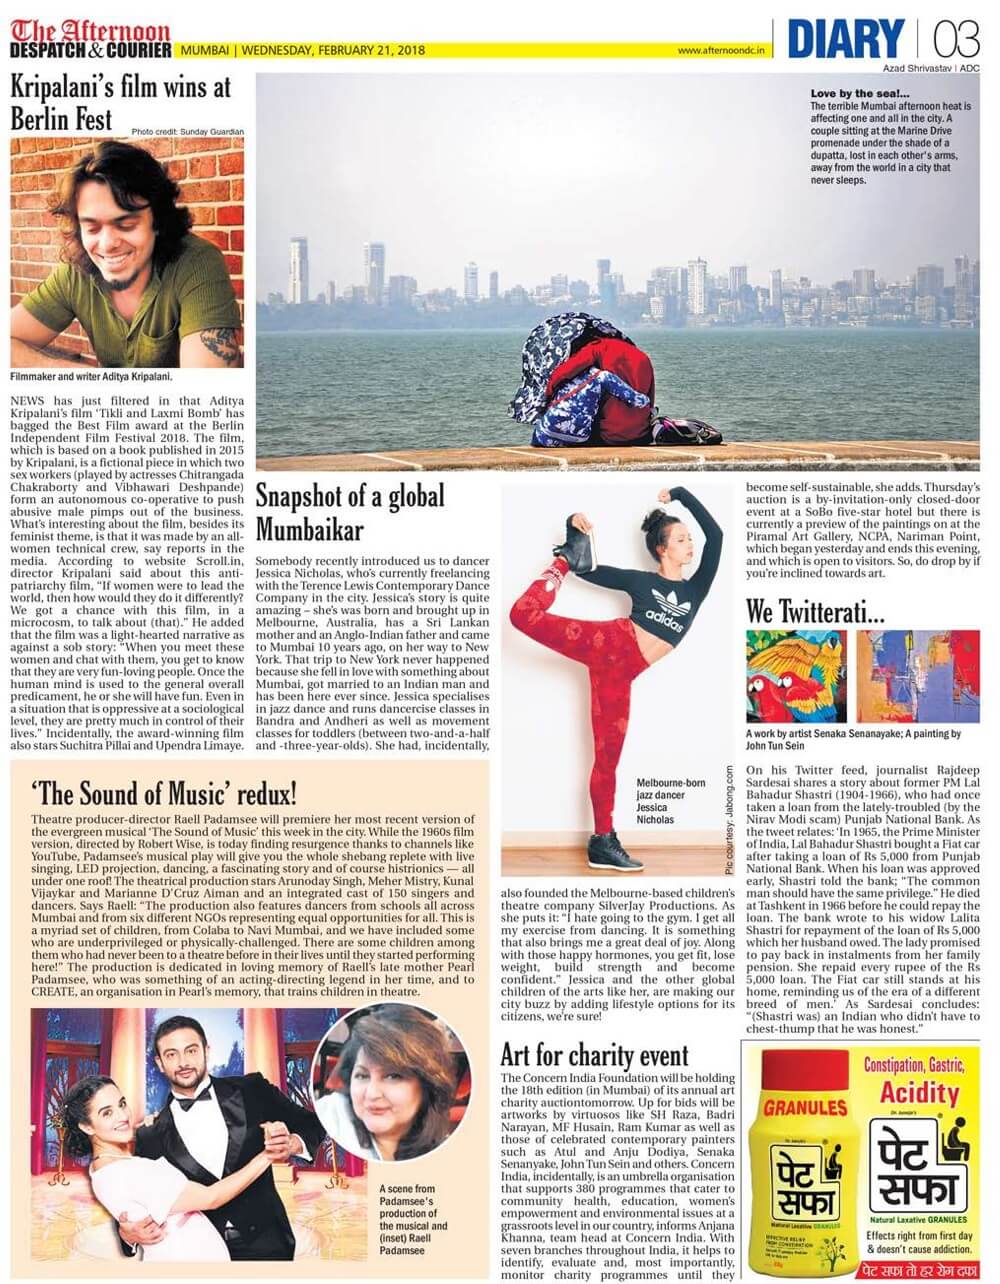 The Afternoon
DESPATCH & COURIER
MUMBAI | WEDNESDAY, FEBRUARY 21, 2018
www.afternoondc.in
DIARY
03
Kripalani's film wins at
Berlin Fest
Photo credit: Sunday Guardian
Filmmaker and writer Aditya Kripalani.
NEWS has just filtered in that Aditya
Kripalani's film 'Tikli and Laxmi Bomb' has
bagged the Best Film award at the Berlin
Independent Film Festival 2018. The film,
which is based on a book published in 2015
by Kripalani, is a fictional piece in which two
sex workers (played by actresses Chitrangada
Chakraborty and Vibhawari Deshpande)
form an autonomous co-operative to push
abusive male pimps out of the business.
What's interesting about the film, besides its
feminist theme, is that it was made by an all-
women technical crew, say reports in the
media. According to website Scroll.in,
director Kripalani said about this anti-
patriarchy film, "If women were to lead the
world, then how would they do it differently?
We got a chance with this film, in a
microcosm, to talk about (that)." He added
that the film was a light-hearted narrative as
against a sob story: "When you meet these
women and chat with them, you get to know
that they are very fun-loving people. Once the
human mind is used to the general overall
predicament, he or she will have fun. Even in
a situation that is oppressive at a sociological
level, they are pretty much in control of their
lives." Incidentally, the award-winning film
also stars Suchitra Pillai and Upendra Limaye.
Azad Shrivastav | ADC
Love by the sea!...
The terrible Mumbai afternoon heat is
affecting one and all in the city. A
couple sitting at the Marine Drive
promenade under the shade of a
dupatta, lost in each other's arms,
away from the world in a city that
never sleeps.
Snapshot of a global
Mumbaikar
Somebody recently introduced us to dancer
Jessica Nicholas, who's currently freelancing
with the Terence Lewis Contemporary Dance
Company in the city. Jessica's story is quite
amazing – she's was born and brought up in
Melbourne, Australia, has a Sri Lankan
mother and an Anglo-Indian father and came
to Mumbai 10 years ago, on her way to New
York. That trip to New York never happened
because she fell in love with something about
Mumbai, got married to an Indian man and
has been here ever since. Jessica specialises
in jazz dance and runs dancercise classes in
Bandra and Andheri as well as movement
classes for toddlers (between two-and-a-half
and -three-year-olds). She had, incidentally,
adidas
Melbourne-born
jazz dancer
Jessica
Nicholas
Pic courtesy: Jabong.com
also founded the Melbourne-based children's
theatre company SilverJay Productions. As
she puts it: "I hate going to the gym. I get all
my exercise from dancing. It is something
that also brings me a great deal of joy. Along
with those happy hormones, you get fit, lose
weight, build strength and become
confident." Jessica and the other global
children of the arts like her, are making our
city buzz by adding lifestyle options for its
citizens, we're sure!
'The Sound of Music' redux!
Theatre producer-director Raell Padamsee will premiere her most recent version of
the evergreen musical 'The Sound of Music' this week in the city. While the 1960s film
version, directed by Robert Wise, is today finding resurgence thanks to channels like
YouTube, Padamsee's musical play will give you the whole shebang replete with live
singing, LED projection, dancing, a fascinating story and of course histrionics — all
under one roof! The theatrical production stars Arunoday Singh, Meher Mistry, Kunal
Vijaykar and Marianne D'Cruz Aiman and an integrated cast of 150 singers and
dancers. Says Raell: "The production also features dancers from schools all across
Mumbai and from six different NGOs representing equal opportunities for all. This is
a myriad set of children, from Colaba to Navi Mumbai, and we have included some
who are underprivileged or physically-challenged. There are some children among
them who had never been to a theatre before in their lives until they started performing
here!" The production is dedicated in loving memory of Raell's late mother Pearl
Padamsee, who was something of an acting-directing legend in her time, and to
CREATE, an organisation in Pearl's memory, that trains children in theatre.
A scene from
Padamsee's
production of
the musical and
(inset) Raell
Padamsee
Art for charity event
The Concern India Foundation will be holding
the 18th edition (in Mumbai) of its annual art
charity auctiontomorrow. Up for bids will be
artworks by virtuosos like SH Raza, Badri
Narayan, MF Husain, Ram Kumar as well as
those of celebrated contemporary painters
such as Atul and Anju Dodiya, Senaka
Senanyake, John Tun Sein and others. Concern
India, incidentally, is an umbrella organisation
that supports 380 programmes that cater to
community health, education, women's
empowerment and environmental issues at a
grassroots level in our country, informs Anjana
Khanna, team head at Concern India. With
seven branches throughout India, it helps to
identify, evaluate and, most importantly,
monitor charity programmes until they
become self-sustainable, she adds. Thursday's
auction is a by-invitation-only closed-door
event at a SoBo five-star hotel but there is
currently a preview of the paintings on at the
Piramal Art Gallery, NCPA, Nariman Point,
which began yesterday and ends this evening,
and which is open to visitors. So, do drop by if
you're inclined towards art.
We Twitterati...
A work by artist Senaka Senanayake; A painting by
John Tun Sein
On his Twitter feed, journalist Rajdeep
Sardesai shares a story about former PM Lal
Bahadur Shastri (1904-1966), who had once
taken a loan from the lately-troubled (by the
Nirav Modi scam) Punjab National Bank. As
the tweet relates: 'In 1965, the Prime Minister
of India, Lal Bahadur Shastri bought a Fiat car
after taking a loan of Rs 5,000 from Punjab
National Bank. When his loan was approved
early, Shastri told the bank; "The common
man should have the same privilege." He died
at Tashkent in 1966 before he could repay the
loan. The bank wrote to his widow Lalita
Shastri for repayment of the loan of Rs 5,000
which her husband owed. The lady promised
to pay back in instalments from her family
pension. She repaid every rupee of the Rs
5,000 loan. The Fiat car still stands at his
home, reminding us of the era of a different
breed of men.' As Sardesai concludes:
"(Shastri was) an Indian who didn't have to
chest-thump that he was honest."
GRANULES
Dr. Juneja's
पेट
सफा
Natural Laxative GRANULES
EFFECTIVE RELIEF
FROM CONSTIPATION
Constipation, Gastric,
Acidity
Dr. Juneja's
पेट
सफा
Natural Laxative GRANULES
Effects right from first day
& doesn't cause addiction.
पेट सफा तो हर रोग दफा